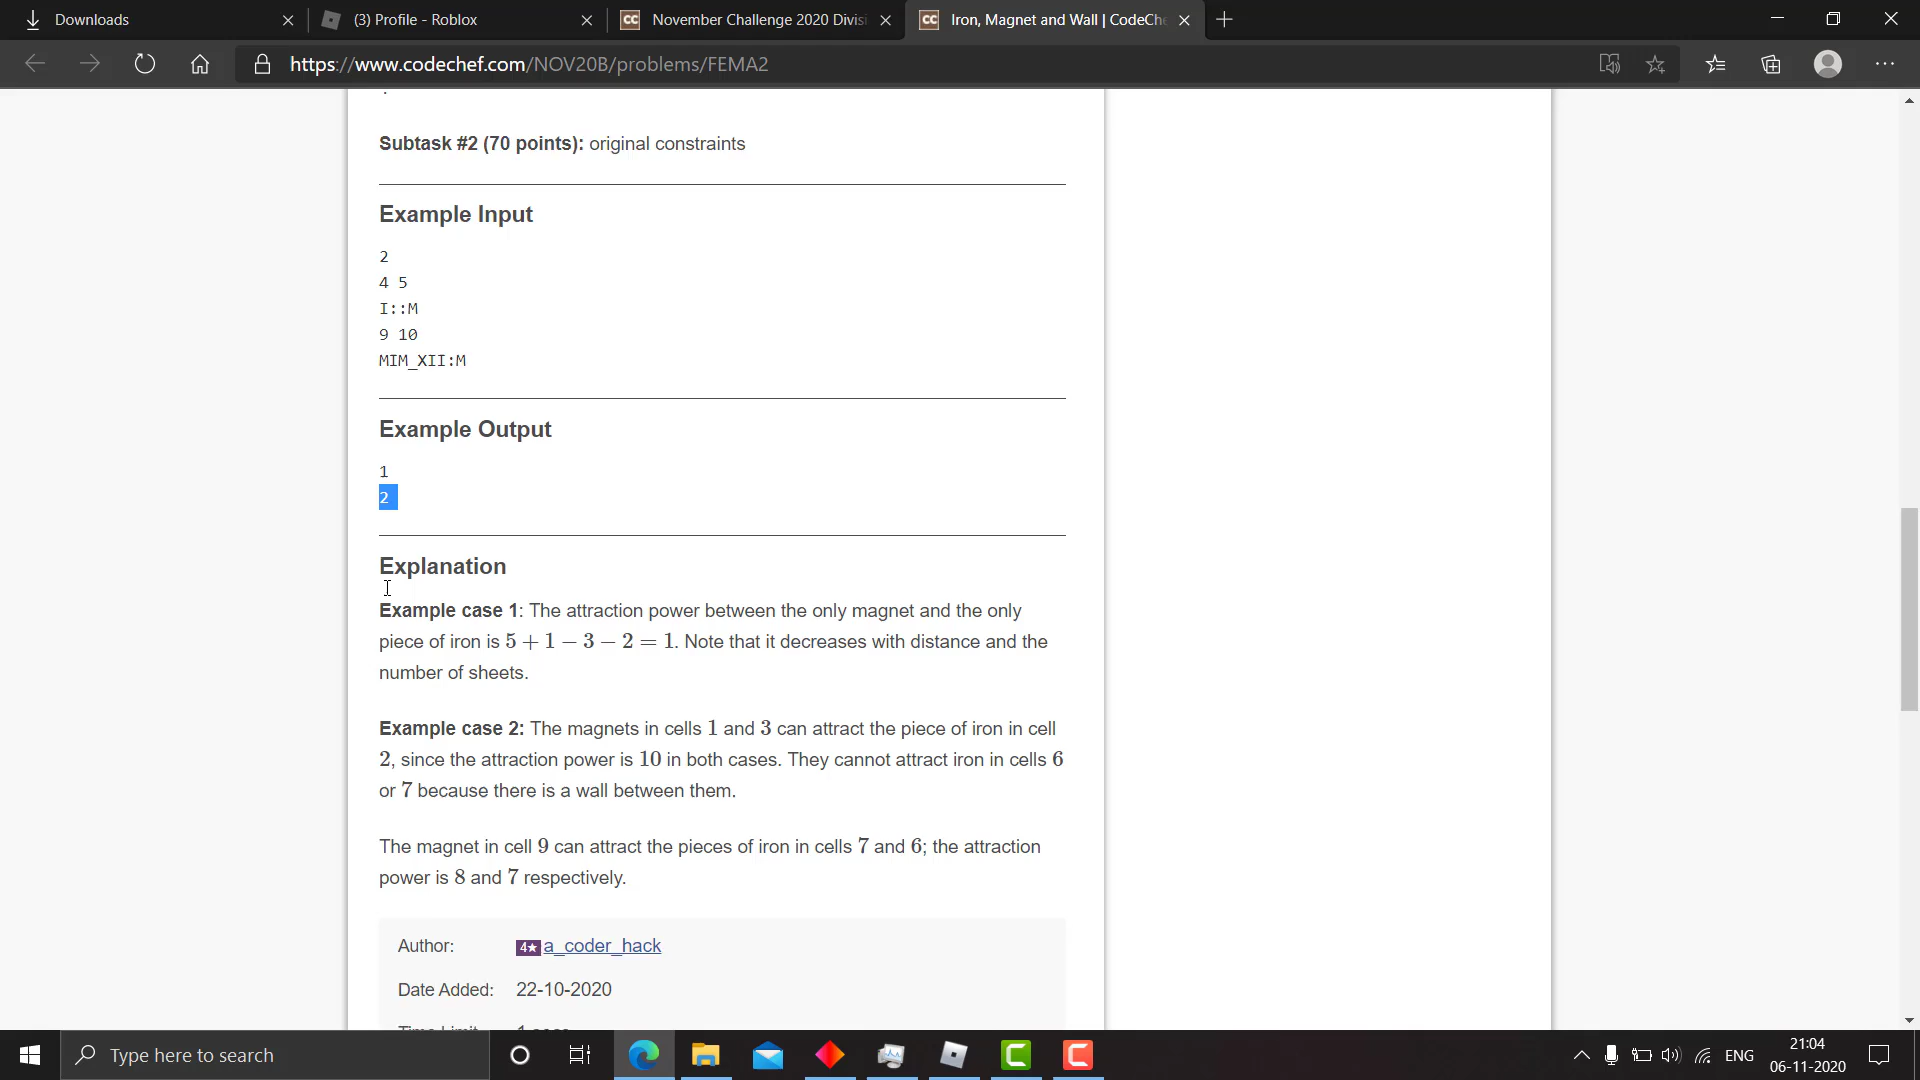 Downloads
(3) Profile - Roblox
November Challenge 2020 Divisi
Iron, Magnet and Wall | CodeChe
https://www.codechef.com/NOV20B/problems/FEMA2
Subtask #2 (70 points): original constraints
Example Input
2
4 5
I::M
9 10
MIM_XII:M
Example Output
1
2
Explanation
Example case 1: The attraction power between the only magnet and the only
piece of iron is 5 + 1 − 3 − 2 = 1. Note that it decreases with distance and the
number of sheets.
Example case 2: The magnets in cells 1 and 3 can attract the piece of iron in cell
2, since the attraction power is 10 in both cases. They cannot attract iron in cells 6
or 7 because there is a wall between them.
The magnet in cell 9 can attract the pieces of iron in cells 7 and 6; the attraction
power is 8 and 7 respectively.
Author: 4★ a_coder_hack
Date Added: 22-10-2020
Type here to search
ENG
21:04
06-11-2020